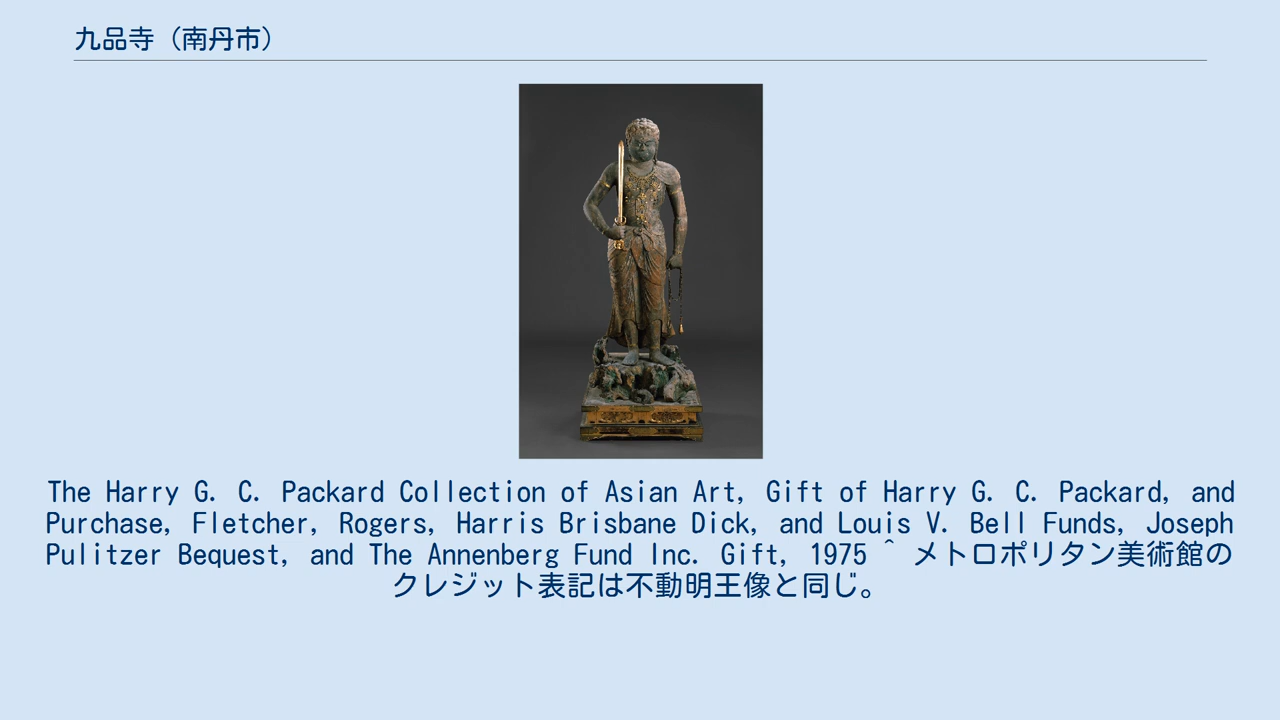 九品寺（南丹市）
The Harry G. C. Packard Collection of Asian Art, Gift of Harry G. C. Packard, and
Purchase, Fletcher, Rogers, Harris Brisbane Dick, and Louis V. Bell Funds, Joseph
Pulitzer Bequest, and The Annenberg Fund Inc. Gift, 1975 ^ メトロポリタン美術館の
クレジット表記は不動明王像と同じ。